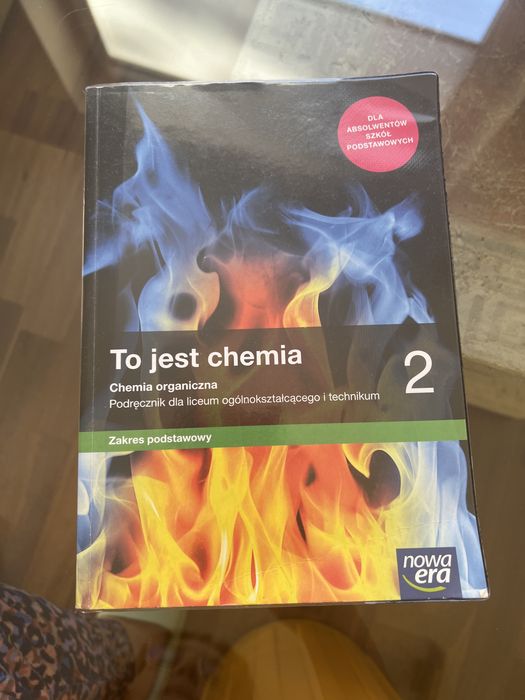 DLA
ABSOLWENTÓW
SZKÓŁ
PODSTAWOWYCH
To jest chemia
2
Chemia organiczna
Podręcznik dla liceum ogólnokształcącego i technikum
Zakres podstawowy
nowa
era